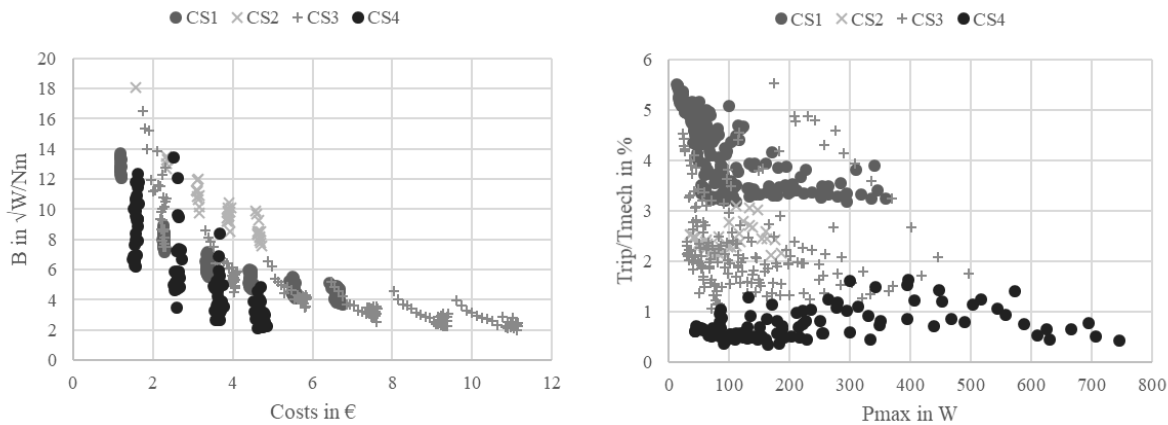 CS1 CS2 CS3 CS4
B in √W/Nm
20
18
16
14
12
10
8
6
4
2
0
0 2 4 6 8 10 12
Costs in €
CS1 CS2 CS3 CS4
Trip/Tmech in %
6
5
4
3
2
1
0
0 100 200 300 400 500 600 700 800
Pmax in W